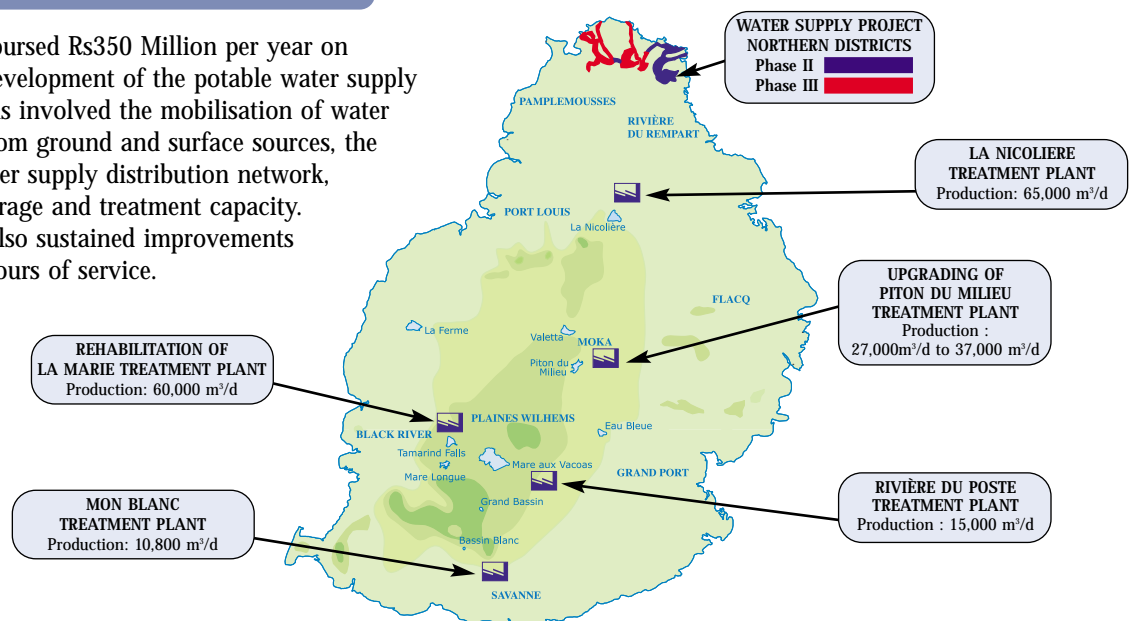 oursed Rs350 Million per year on
evelopment of the potable water supply
s involved the mobilisation of water
om ground and surface sources, the
er supply distribution network,
rage and treatment capacity.
lso sustained improvements
ours of service.
WATER SUPPLY PROJECT
NORTHERN DISTRICTS
Phase II
Phase III
PAMPLEMOUSSES
RIVIÈRE
DU REMPART
LA NICOLIERE
TREATMENT PLANT
Production: 65,000 m³/d
PORT LOUIS
La Nicolière
UPGRADING OF
PITON DU MILIEU
TREATMENT PLANT
Production :
27,000m³/d to 37,000 m³/d
FLACQ
La Ferme
Valetta
MOKA
Piton du
Milieu
REHABILITATION OF
LA MARIE TREATMENT PLANT
Production: 60,000 m³/d
PLAINES WILHEMS
BLACK RIVER
Eau Bleue
Tamarind Falls
Mare aux Vacoas
Mare Longue
GRAND PORT
RIVIÈRE DU POSTE
TREATMENT PLANT
Production : 15,000 m³/d
Grand Bassin
MON BLANC
TREATMENT PLANT
Production: 10,800 m³/d
Bassin Blanc
SAVANNE